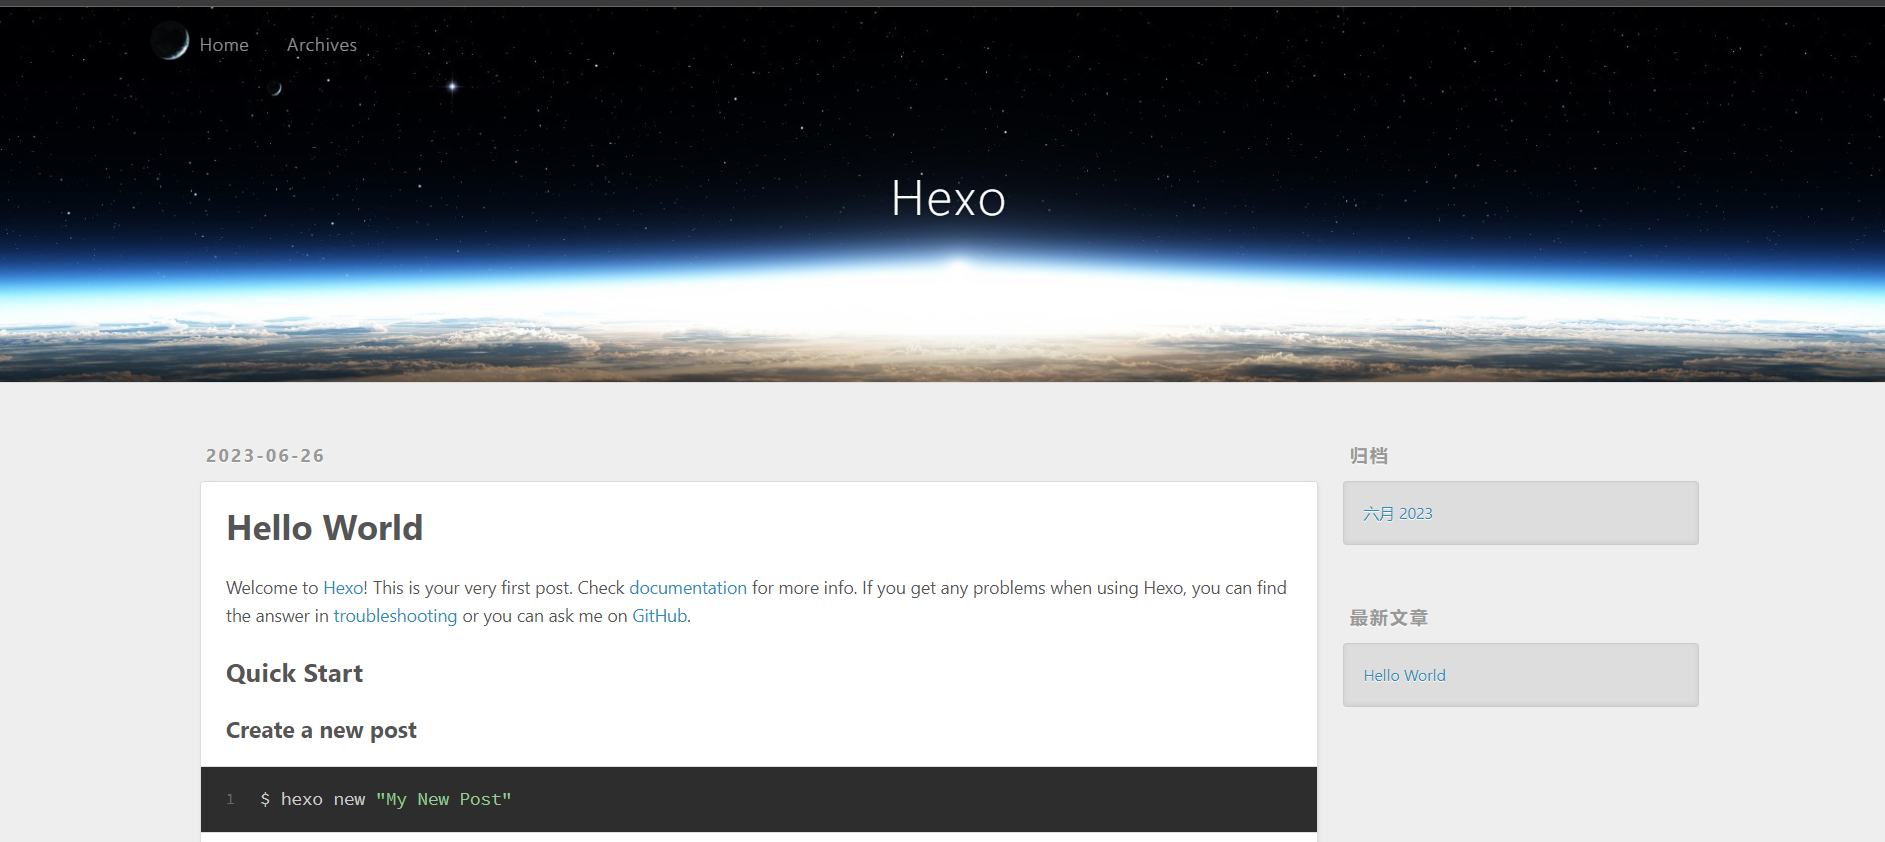 Home Archives
Hexo
2023-06-26
Hello World
Welcome to Hexo! This is your very first post. Check documentation for more info. If you get any problems when using Hexo, you can find
the answer in troubleshooting or you can ask me on GitHub.
Quick Start
Create a new post
1 $ hexo new "My New Post"
归档
六月 2023
最新文章
Hello World